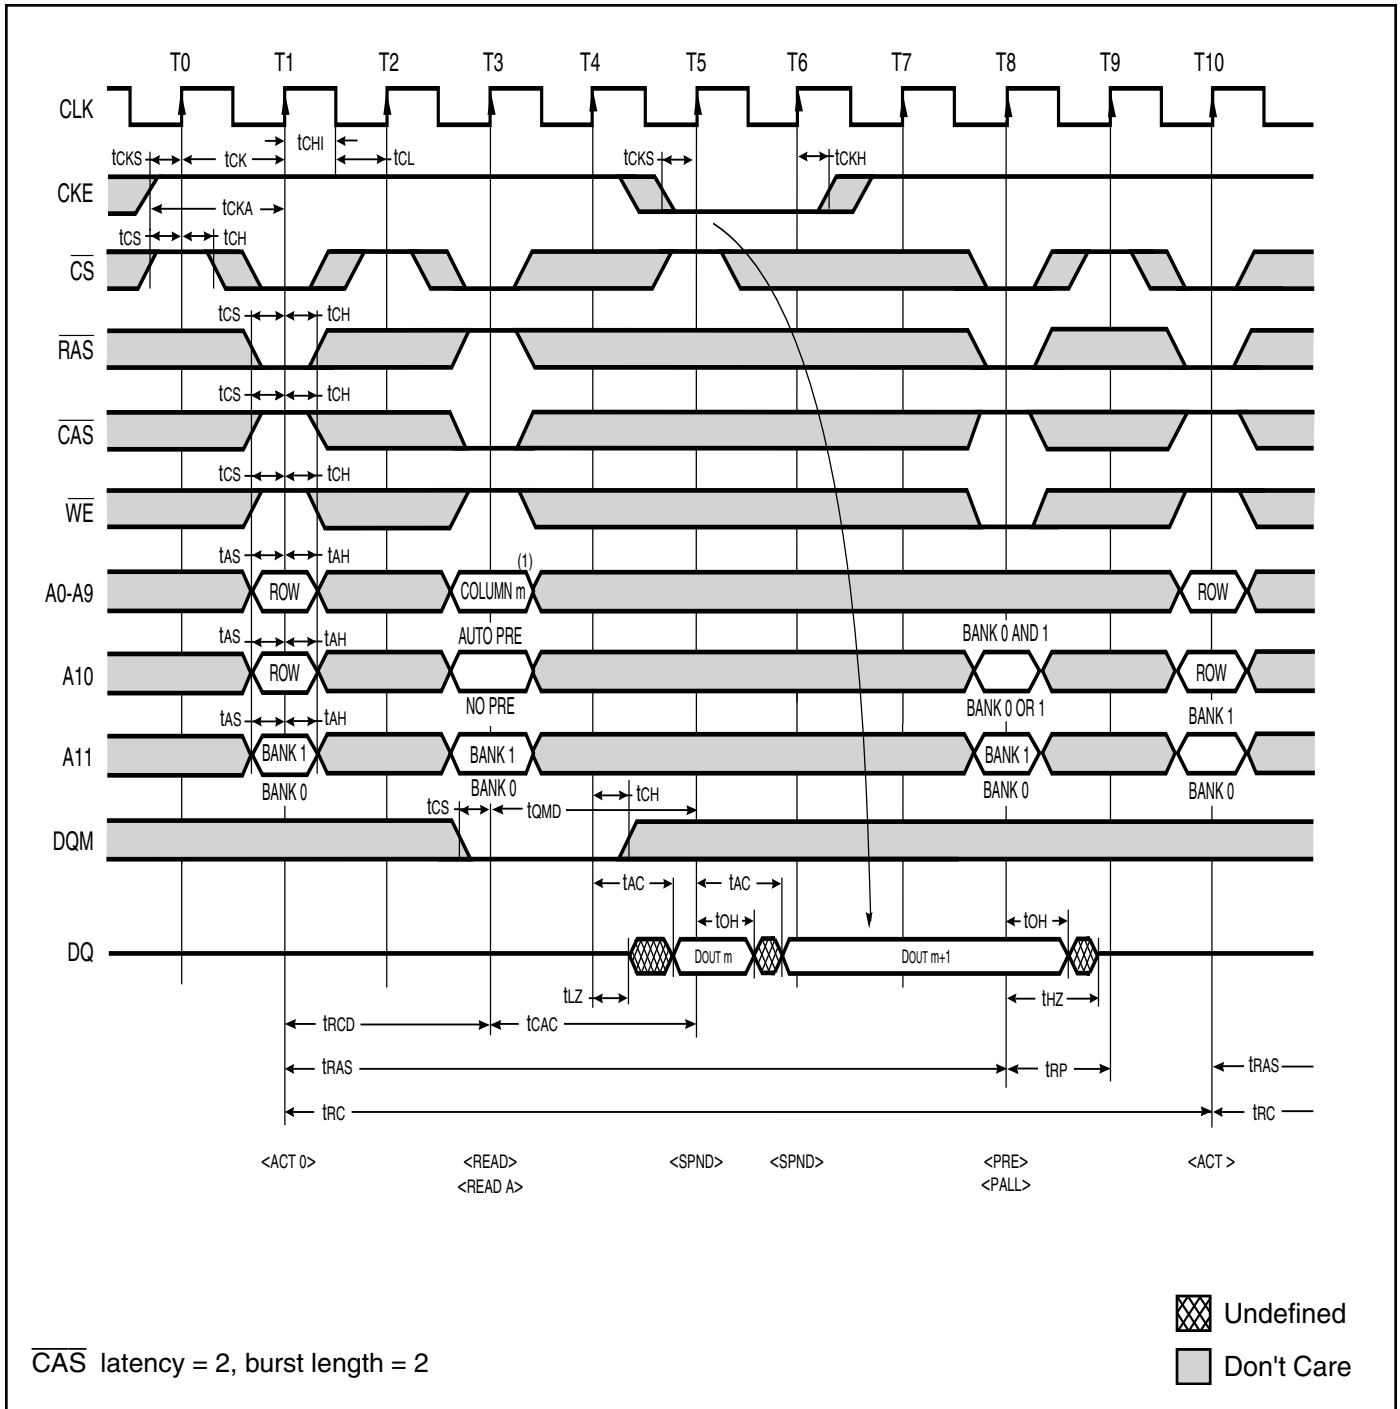 T0 T1 T2 T3 T4 T5 T6 T7 T8 T9 T10
CLK
tCHI
tCKS tCK tCL tCKS tCKH
CKE
tCKA
tCS tCH
CS
tCS tCH
RAS
tCS tCH
CAS
tCS tCH
WE
tAS tAH (1)
A0-A9 ROW COLUMN m ROW
tAS tAH AUTO PRE BANK 0 AND 1
A10 ROW ROW
NO PRE BANK 0 OR 1
tAS tAH BANK 1
A11 BANK 1 BANK 1 BANK 1
BANK 0 BANK 0 BANK 0 BANK 0
tCS tQMD tCH
DQM
tAC tAC
tOH tOH
DQ DOUT m DOUT m+1
tLZ tHZ
tRCD tCAC
tRAS tRP tRAS
tRC tRC
<ACT 0> <READ> <SPND> <SPND> <PRE> <ACT >
<READ A> <PALL>
Undefined
CAS latency = 2, burst length = 2
Don't Care